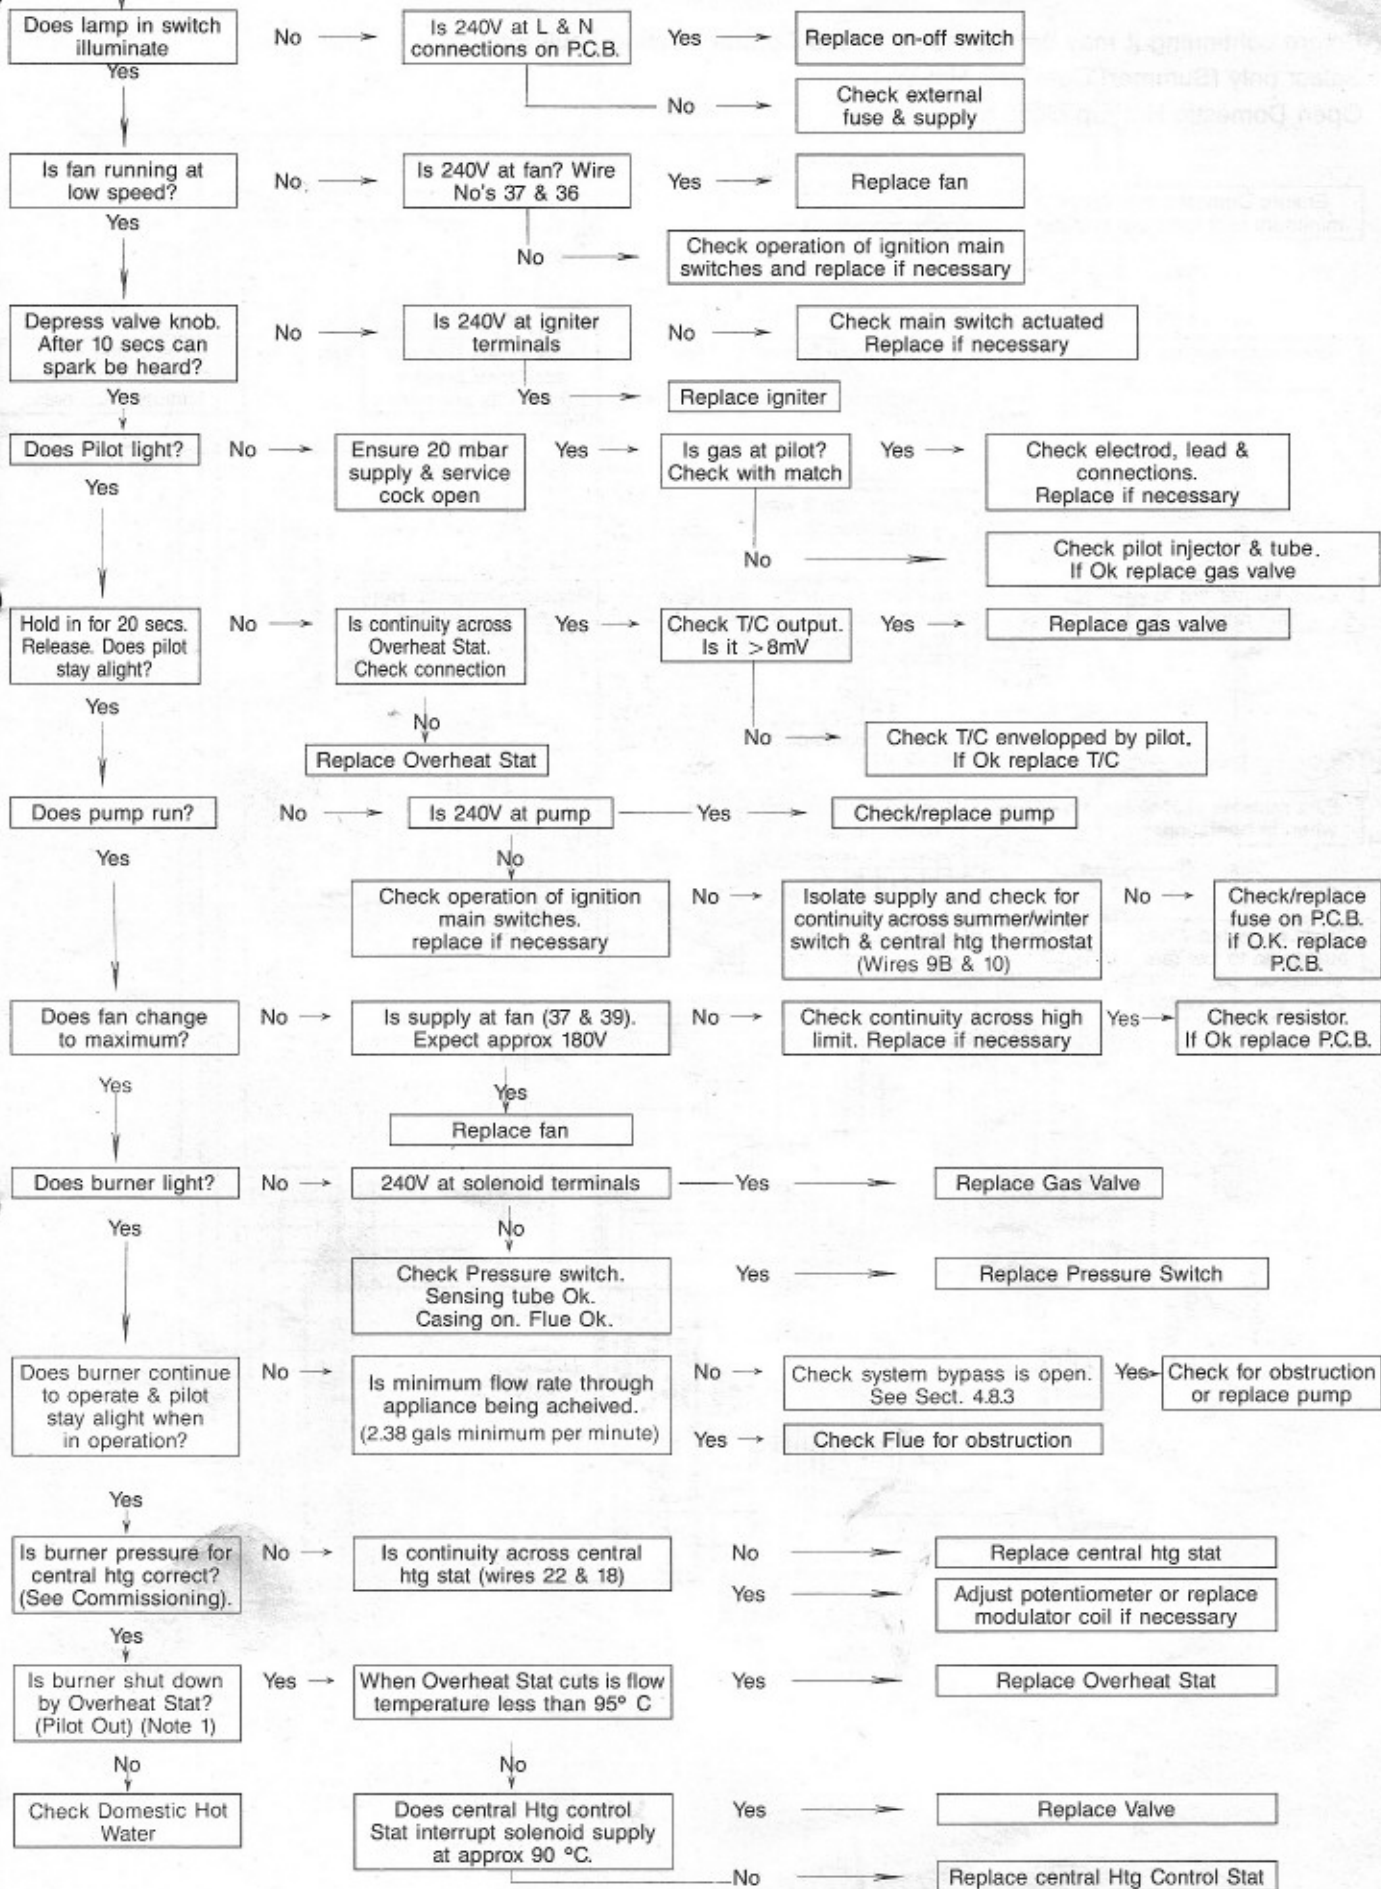 Does lamp in switch
illuminate
No
Is 240V at L & N
connections on P.C.B.
Yes
Replace on-off switch
Yes
No
Check external
fuse & supply
Is fan running at
low speed?
No
Is 240V at fan? Wire
No's 37 & 36
Yes
Replace fan
Yes
No
Check operation of ignition main
switches and replace if necessary
Depress valve knob.
After 10 secs can
spark be heard?
No
Is 240V at igniter
terminals
No
Check main switch actuated
Replace if necessary
Yes
Yes
Replace igniter
Does Pilot light?
No
Ensure 20 mbar
supply & service
cock open
Yes
Is gas at pilot?
Check with match
Yes
Check electrod, lead &
connections.
Replace if necessary
Yes
No
Check pilot injector & tube.
If Ok replace gas valve
Hold in for 20 secs.
Release. Does pilot
stay alight?
No
Is continuity across
Overheat Stat.
Check connection
Yes
Check T/C output.
Is it >8mV
Yes
Replace gas valve
Yes
No
Replace Overheat Stat
No
Check T/C envelopped by pilot.
If Ok replace T/C
Does pump run?
No
Is 240V at pump
Yes
Check/replace pump
Yes
No
Check operation of ignition
main switches.
replace if necessary
No
Isolate supply and check for
continuity across summer/winter
switch & central htg thermostat
(Wires 9B & 10)
No
Check/replace
fuse on P.C.B.
if O.K. replace
P.C.B.
Does fan change
to maximum?
No
Is supply at fan (37 & 39).
Expect approx 180V
No
Check continuity across high
limit. Replace if necessary
Yes
Check resistor.
If Ok replace P.C.B.
Yes
Yes
Replace fan
Does burner light?
No
240V at solenoid terminals
Yes
Replace Gas Valve
Yes
No
Check Pressure switch.
Sensing tube Ok.
Casing on. Flue Ok.
Yes
Replace Pressure Switch
Does burner continue
to operate & pilot
stay alight when
in operation?
No
Is minimum flow rate through
appliance being acheived.
(2.38 gals minimum per minute)
No
Check system bypass is open.
See Sect. 4.8.3
Yes
Check for obstruction
or replace pump
Yes
Check Flue for obstruction
Yes
Is burner pressure for
central htg correct?
(See Commissioning).
No
Is continuity across central
htg stat (wires 22 & 18)
No
Replace central htg stat
Yes
Adjust potentiometer or replace
modulator coil if necessary
Yes
Is burner shut down
by Overheat Stat?
(Pilot Out) (Note 1)
Yes
When Overheat Stat cuts is flow
temperature less than 95° C
Yes
Replace Overheat Stat
No
No
Check Domestic Hot
Water
Does central Htg control
Stat interrupt solenoid supply
at approx 90 °C.
Yes
Replace Valve
No
Replace central Htg Control Stat